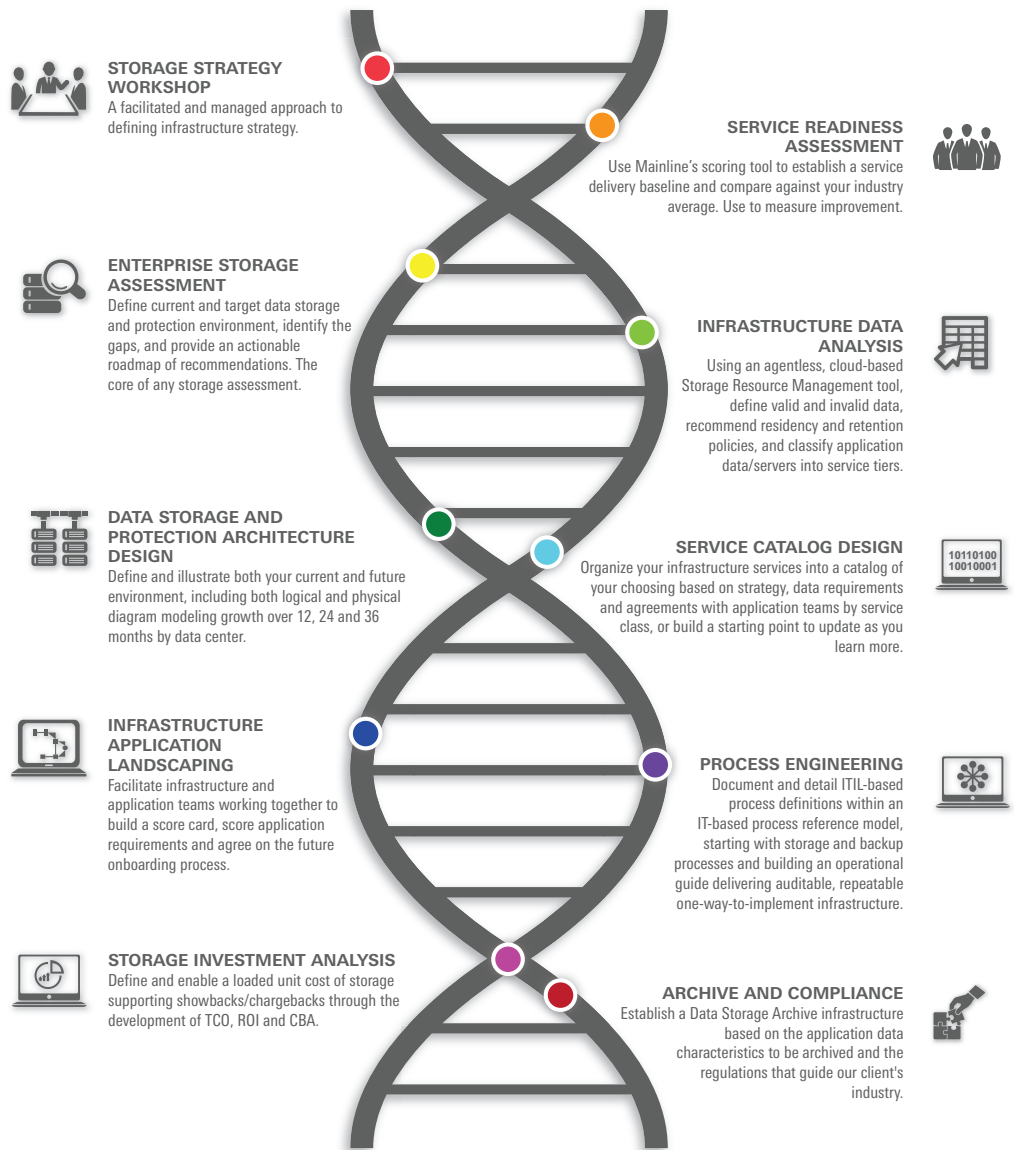 STORAGE STRATEGY
WORKSHOP
A facilitated and managed approach to
defining infrastructure strategy.
SERVICE READINESS
ASSESSMENT
Use Mainline's scoring tool to establish a service
delivery baseline and compare against your industry
average. Use to measure improvement.
ENTERPRISE STORAGE
ASSESSMENT
Define current and target data storage
and protection environment, identify the
gaps, and provide an actionable
roadmap of recommendations. The
core of any storage assessment.
INFRASTRUCTURE DATA
ANALYSIS
Using an agentless, cloud-based
Storage Resource Management tool,
define valid and invalid data,
recommend residency and retention
policies, and classify application
data/servers into service tiers.
DATA STORAGE AND
PROTECTION ARCHITECTURE
DESIGN
Define and illustrate both your current and future
environment, including both logical and physical
diagram modeling growth over 12, 24 and 36
months by data center.
SERVICE CATALOG DESIGN
Organize your infrastructure services into a catalog of
your choosing based on strategy, data requirements
and agreements with application teams by service
class, or build a starting point to update as you
learn more.
10110100
10010001
INFRASTRUCTURE
APPLICATION
LANDSCAPING
Facilitate infrastructure and
application teams working together to
build a score card, score application
requirements and agree on the future
onboarding process.
PROCESS ENGINEERING
Document and detail ITIL-based
process definitions within an
IT-based process reference model,
starting with storage and backup
processes and building an operational
guide delivering auditable, repeatable
one-way-to-implement infrastructure.
STORAGE INVESTMENT ANALYSIS
Define and enable a loaded unit cost of storage
supporting showbacks/chargebacks through the
development of TCO, ROI and CBA.
ARCHIVE AND COMPLIANCE
Establish a Data Storage Archive infrastructure
based on the application data
characteristics to be archived and the
regulations that guide our client's
industry.